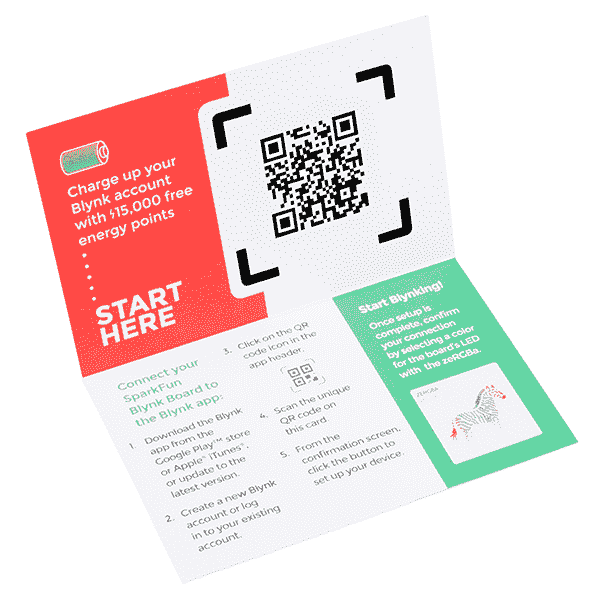 Charge up your
Blynk account
with ϟ15,000 free
energy points
START
HERE
Connect your
SparkFun
Blynk Board to
the Blynk app:
1. Download the Blynk
app from the
Google Play™ store
or Apple® iTunes®,
or update to the
latest version.
2. Create a new Blynk
account or log
in to your existing
account.
3. Click on the QR
code icon in the
app header.
4. Scan the unique
QR code on
this card.
5. From the
confirmation screen,
click the button to
set up your device.
Start Blynking!
Once setup is
complete, confirm
your connection
by selecting a color
for the board's LED
with the zeRGBa.
ZERGBA